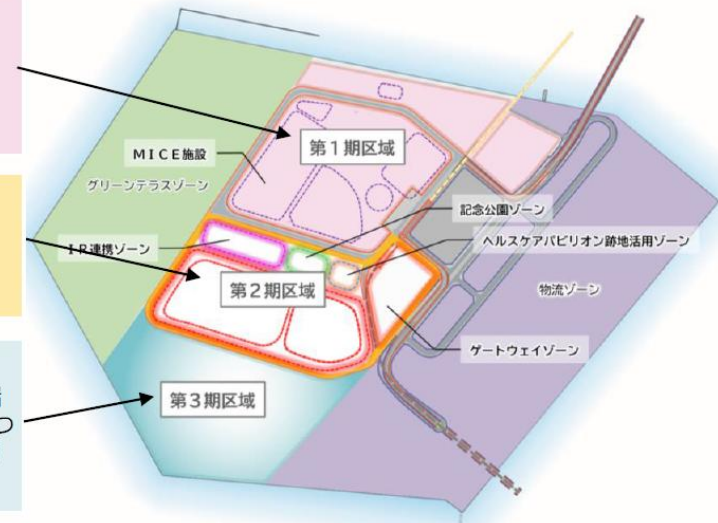 第1期区域
MICE施設
グリーンテラスゾーン
記念公園ゾーン
IR連携ゾーン
ヘルスケアパビリオン跡地活用ゾーン
第2期区域
物流ゾーン
ゲートウェイゾーン
第3期区域
つ